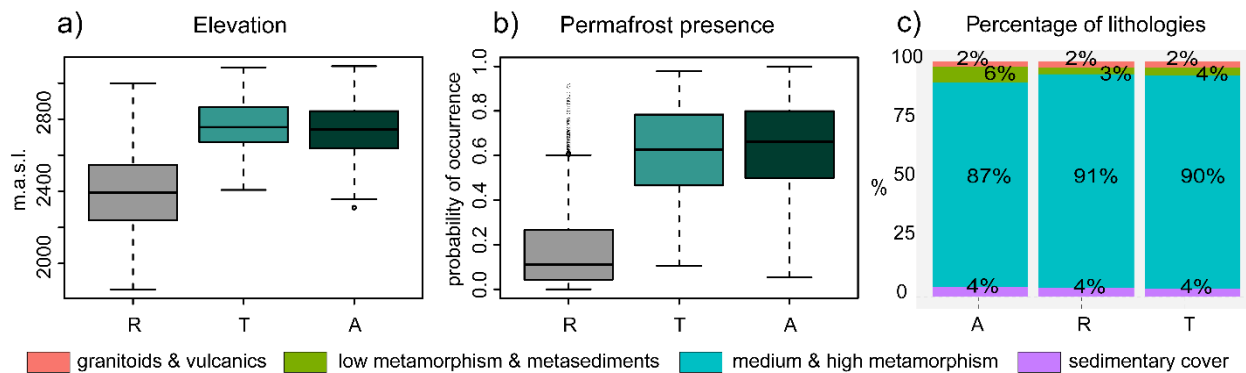 a) Elevation
m.a.s.l.
2800
2400
2000
R T A
b) Permafrost presence
probability of occurrence
1.0
0.8
0.6
0.4
0.2
0.0
R T A
c) Percentage of lithologies
%
100
75
50
25
0
2% 2% 2%
6% 3% 4%
87% 91% 90%
4% 4% 4%
A R T
granitoids & vulcanics low metamorphism & metasediments medium & high metamorphism sedimentary cover